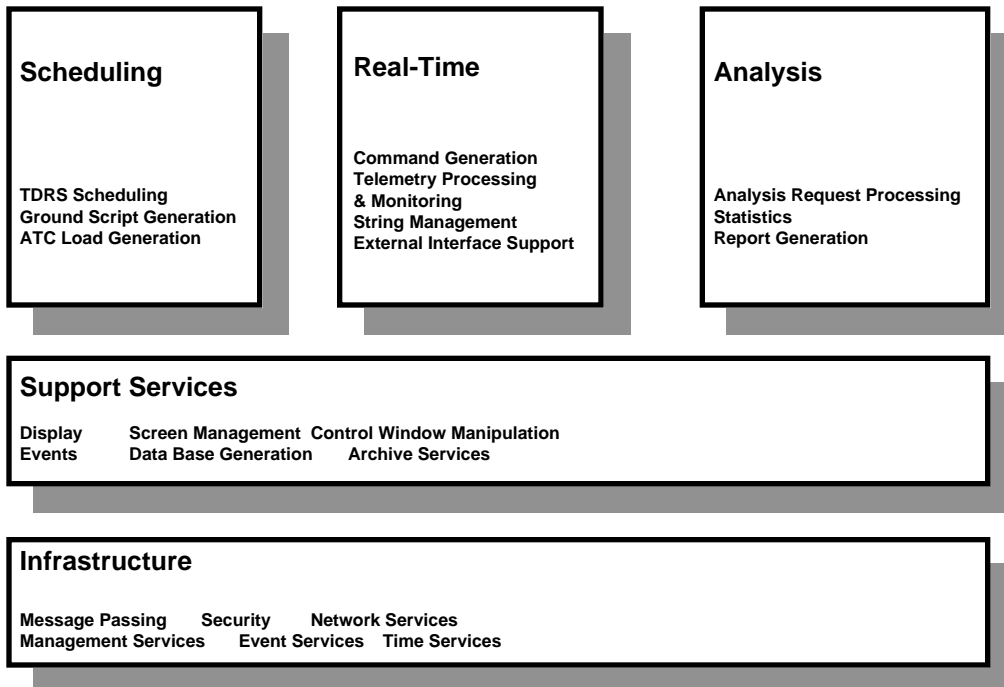 Scheduling
TDRS Scheduling
Ground Script Generation
ATC Load Generation
Real-Time
Command Generation
Telemetry Processing
& Monitoring
String Management
External Interface Support
Analysis
Analysis Request Processing
Statistics
Report Generation
Support Services
Display Screen Management Control Window Manipulation
Events Data Base Generation Archive Services
Infrastructure
Message Passing Security Network Services
Management Services Event Services Time Services